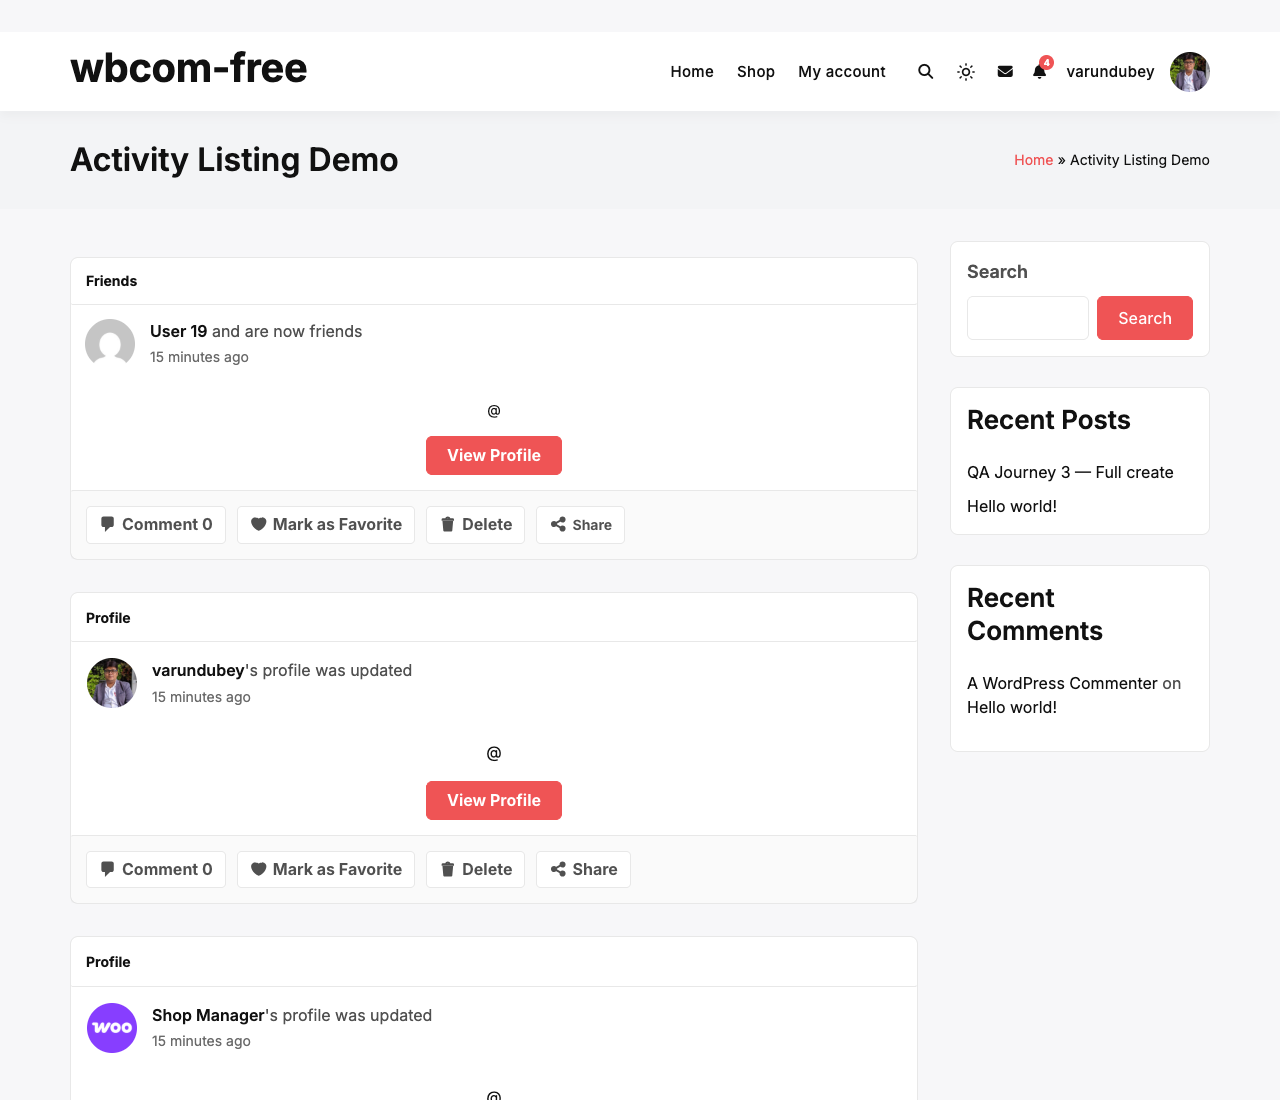 wbcom-free
Home Shop My account 4 varundubey
Activity Listing Demo
Home » Activity Listing Demo
Friends
User 19 and are now friends
15 minutes ago
@
View Profile
Comment 0 Mark as Favorite Delete Share
Profile
varundubey's profile was updated
15 minutes ago
@
View Profile
Comment 0 Mark as Favorite Delete Share
Profile
woo
Shop Manager's profile was updated
15 minutes ago
@
Search
Search
Recent Posts
QA Journey 3 — Full create
Hello world!
Recent
Comments
A WordPress Commenter on
Hello world!